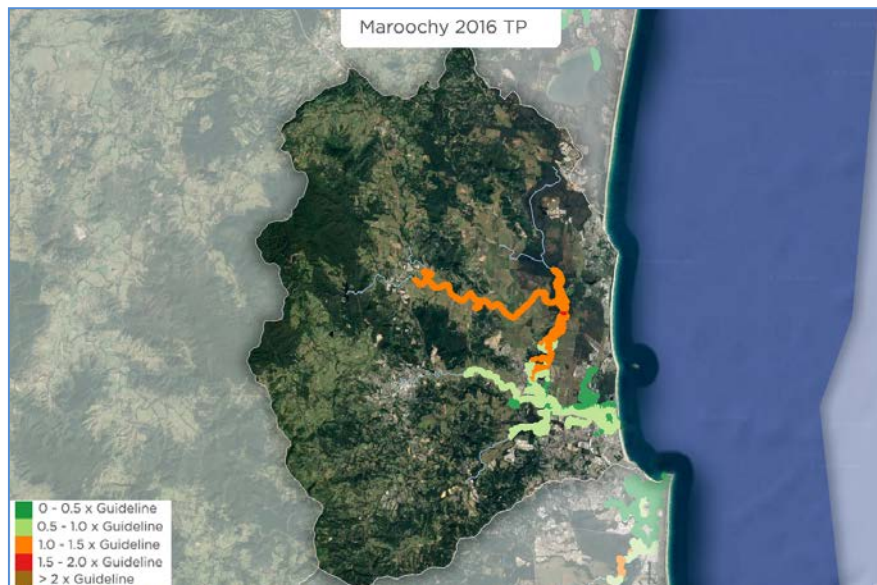 Maroochy 2016 TP
0 - 0.5 x Guideline
0.5 - 1.0 x Guideline
1.0 - 1.5 x Guideline
1.5 - 2.0 x Guideline
> 2 x Guideline